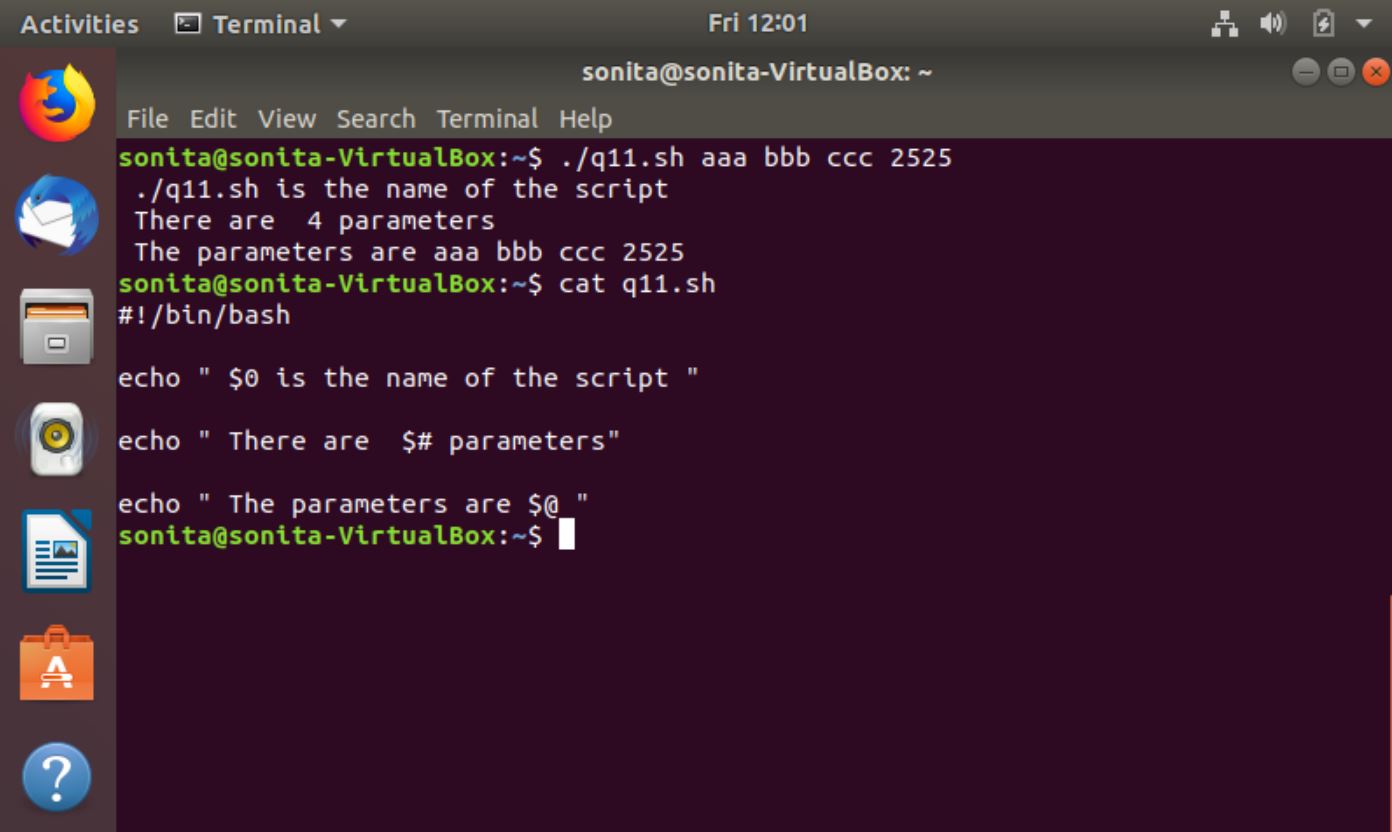 Activities Terminal Fri 12:01
sonita@sonita-VirtualBox: ~
File Edit View Search Terminal Help
sonita@sonita-VirtualBox:~$ ./q11.sh aaa bbb ccc 2525
 ./q11.sh is the name of the script
 There are  4 parameters
 The parameters are aaa bbb ccc 2525
sonita@sonita-VirtualBox:~$ cat q11.sh
#!/bin/bash
echo " $0 is the name of the script "
echo " There are  $# parameters"
echo " The parameters are $@ "
sonita@sonita-VirtualBox:~$